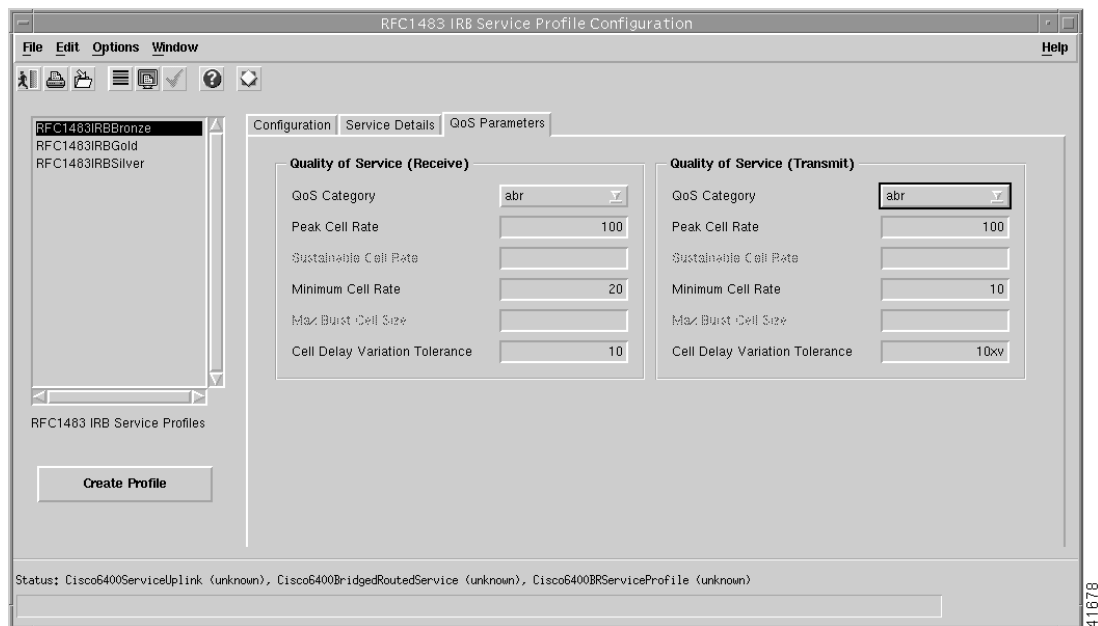 RFC1483 IRB Service Profile Configuration
File Edit Options Window Help
RFC1483IRBBronze
RFC1483IRBGold
RFC1483IRBSilver
RFC1483 IRB Service Profiles
Create Profile
Configuration Service Details QoS Parameters
Quality of Service (Receive)
QoS Category abr
Peak Cell Rate 100
Sustainable Cell Rate
Minimum Cell Rate 20
Max Burst Cell Size
Cell Delay Variation Tolerance 10
Quality of Service (Transmit)
QoS Category abr
Peak Cell Rate 100
Sustainable Cell Rate
Minimum Cell Rate 10
Max Burst Cell Size
Cell Delay Variation Tolerance 10xv
Status: Cisco6400ServiceUplink (unknown), Cisco6400BridgedRoutedService (unknown), Cisco6400BRServiceProfile (unknown)
41678